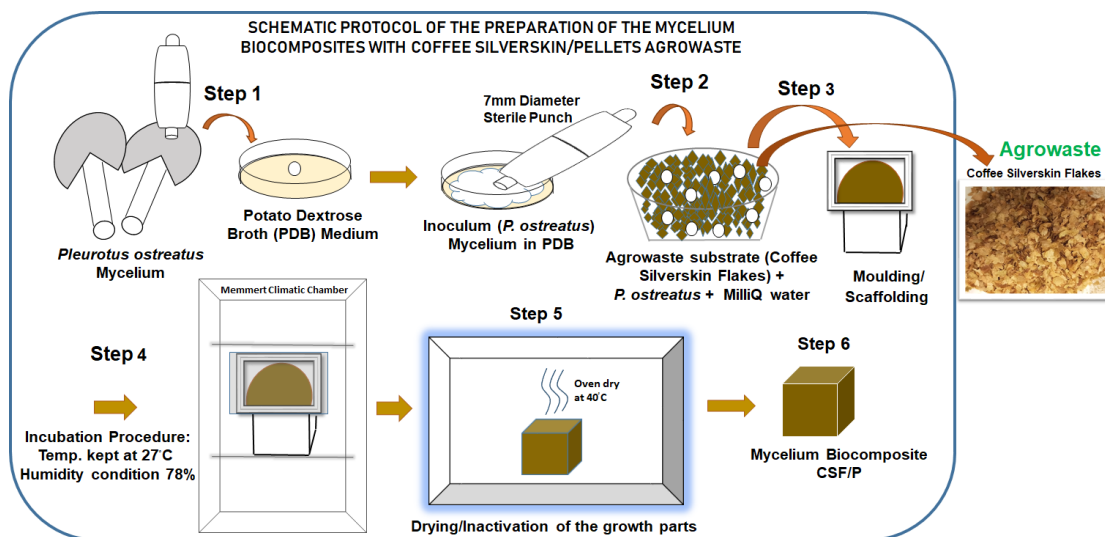 SCHEMATIC PROTOCOL OF THE PREPARATION OF THE MYCELIUM
BIOCOMPOSITES WITH COFFEE SILVERSKIN/PELLETS AGROWASTE
Step 1
Pleurotus ostreatus
Mycelium
Potato Dextrose
Broth (PDB) Medium
7mm Diameter
Sterile Punch
Inoculum (P. ostreatus)
Mycelium in PDB
Step 2
Agrowaste substrate (Coffee
Silverskin Flakes) +
P. ostreatus + MilliQ water
Step 3
Moulding/
Scaffolding
Agrowaste
Coffee Silverskin Flakes
Step 4
Incubation Procedure:
Temp. kept at 27°C
Humidity condition 78%
Memmert Climatic Chamber
Step 5
Oven dry
at 40°C
Drying/Inactivation of the growth parts
Step 6
Mycelium Biocomposite
CSF/P